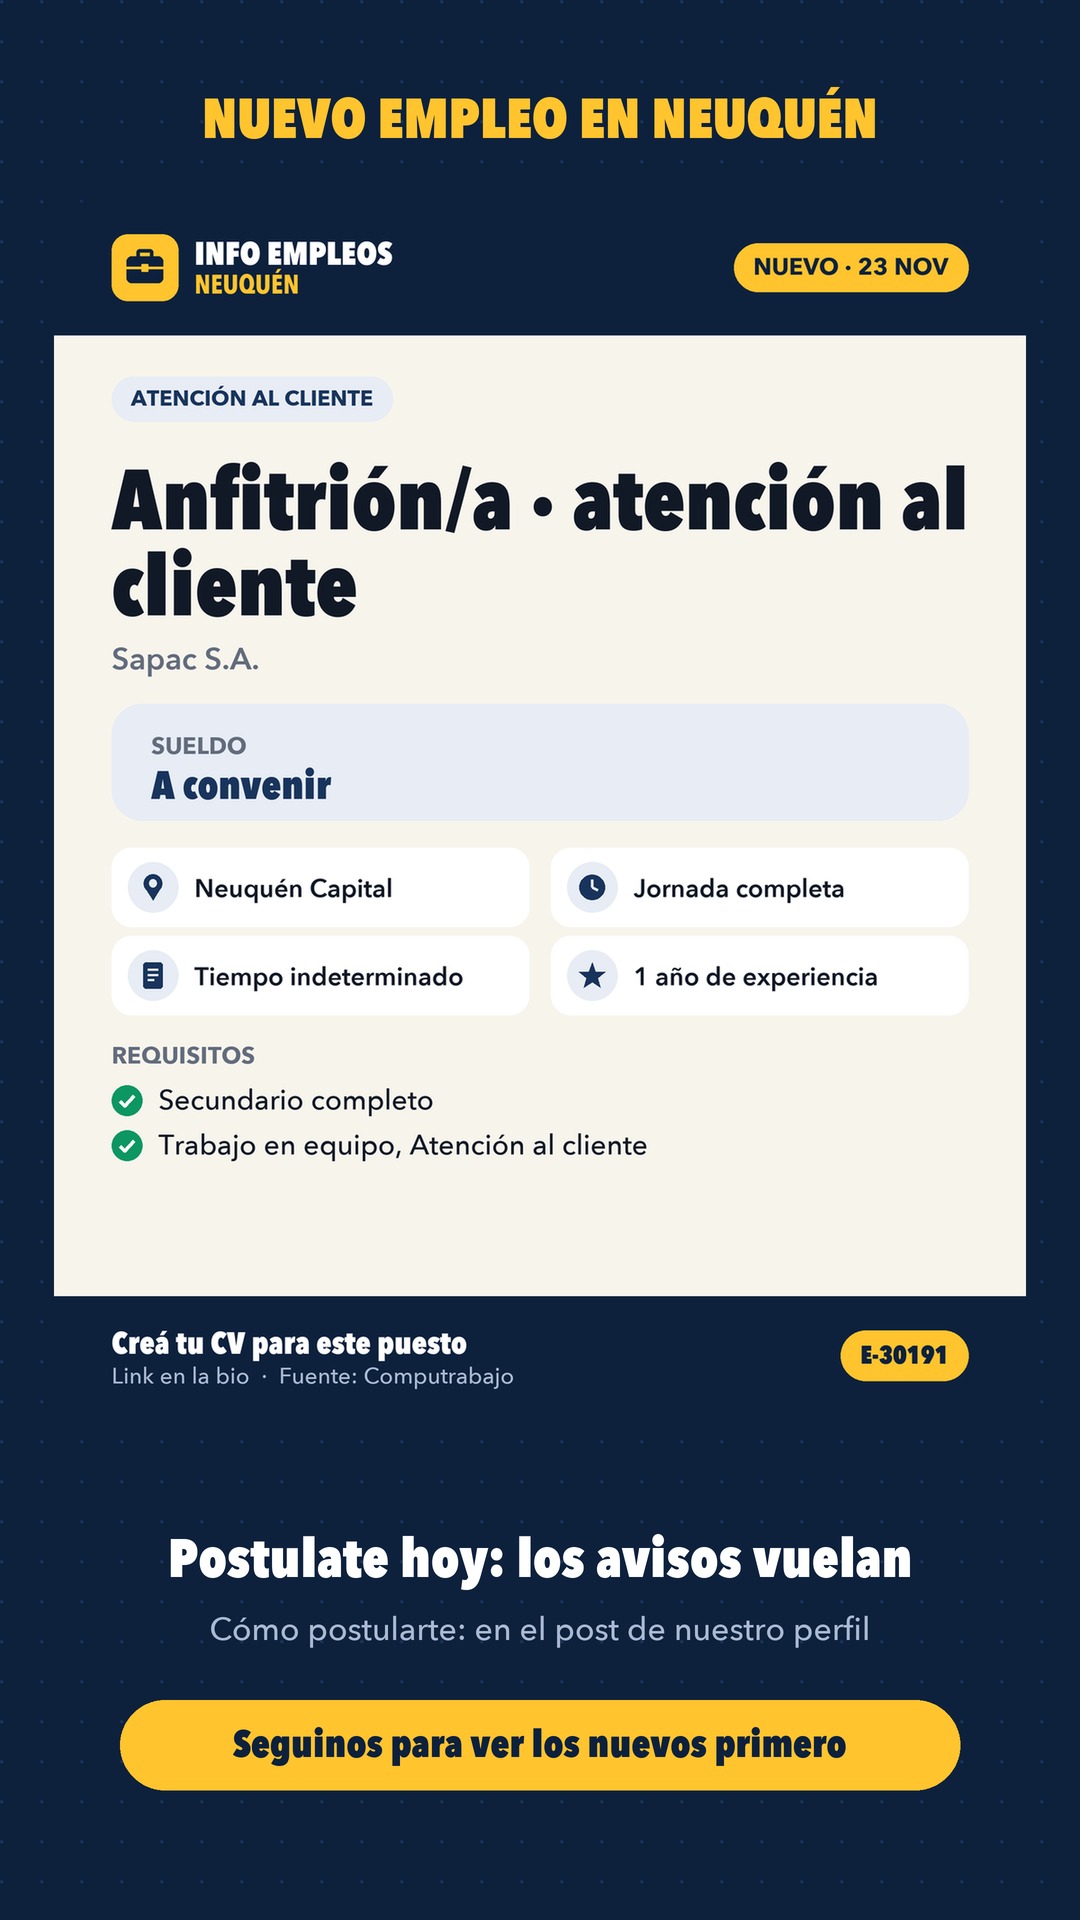 NUEVO EMPLEO EN NEUQUÉN
INFO EMPLEOS
NEUQUÉN
NUEVO · 23 NOV
ATENCIÓN AL CLIENTE
Anfitrión/a · atención al
cliente
Sapac S.A.
SUELDO
A convenir
Neuquén Capital
Jornada completa
Tiempo indeterminado
1 año de experiencia
REQUISITOS
Secundario completo
Trabajo en equipo, Atención al cliente
Creá tu CV para este puesto
Link en la bio · Fuente: Computrabajo
E-30191
Postulate hoy: los avisos vuelan
Cómo postularte: en el post de nuestro perfil
Seguinos para ver los nuevos primero